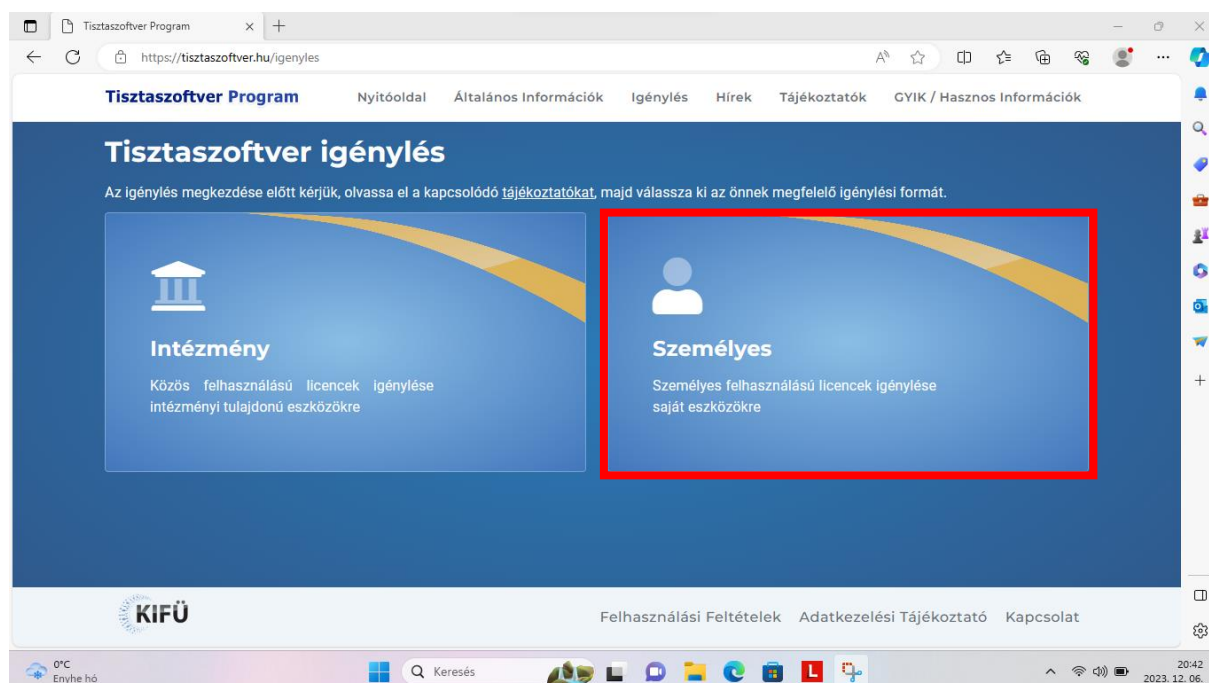 Tisztaszoftver Program
https://tisztaszoftver.hu/igenyles
Tisztaszoftver Program Nyitóoldal Általános Információk Igénylés Hírek Tájékoztatók GYIK / Hasznos Információk
Tisztaszoftver igénylés
Az igénylés megkezdése előtt kérjük, olvassa el a kapcsolódó tájékoztatókat, majd válassza ki az önnek megfelelő igénylési formát.
Intézmény
Közös felhasználású licencek igénylése
intézményi tulajdonú eszközökre
Személyes
Személyes felhasználású licencek igénylése
saját eszközökre
KIFÜ
Felhasználási Feltételek Adatkezelési Tájékoztató Kapcsolat
0°C
Enyhe hó
Keresés
20:42
2023. 12. 06.